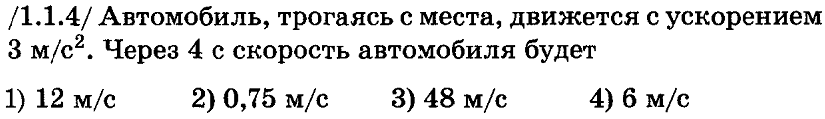 /1.1.4/ Автомобиль, трогаясь с места, движется с ускорением
3 м/с². Через 4 с скорость автомобиля будет
1) 12 м/с 2) 0,75 м/с 3) 48 м/с 4) 6 м/с